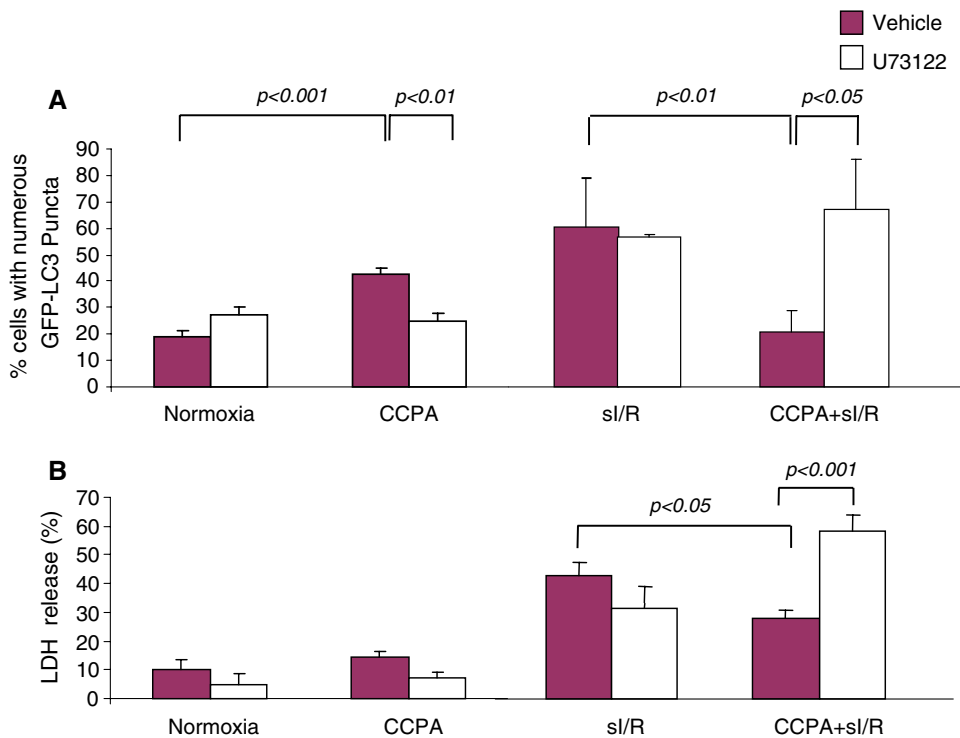 Vehicle
U73122
A
p<0.001
p<0.01
p<0.01
p<0.05
% cells with numerous
GFP-LC3 Puncta
90
80
70
60
50
40
30
20
10
0
Normoxia
CCPA
sI/R
CCPA+sI/R
B
p<0.001
p<0.05
LDH release (%)
70
60
50
40
30
20
10
0
Normoxia
CCPA
sI/R
CCPA+sI/R